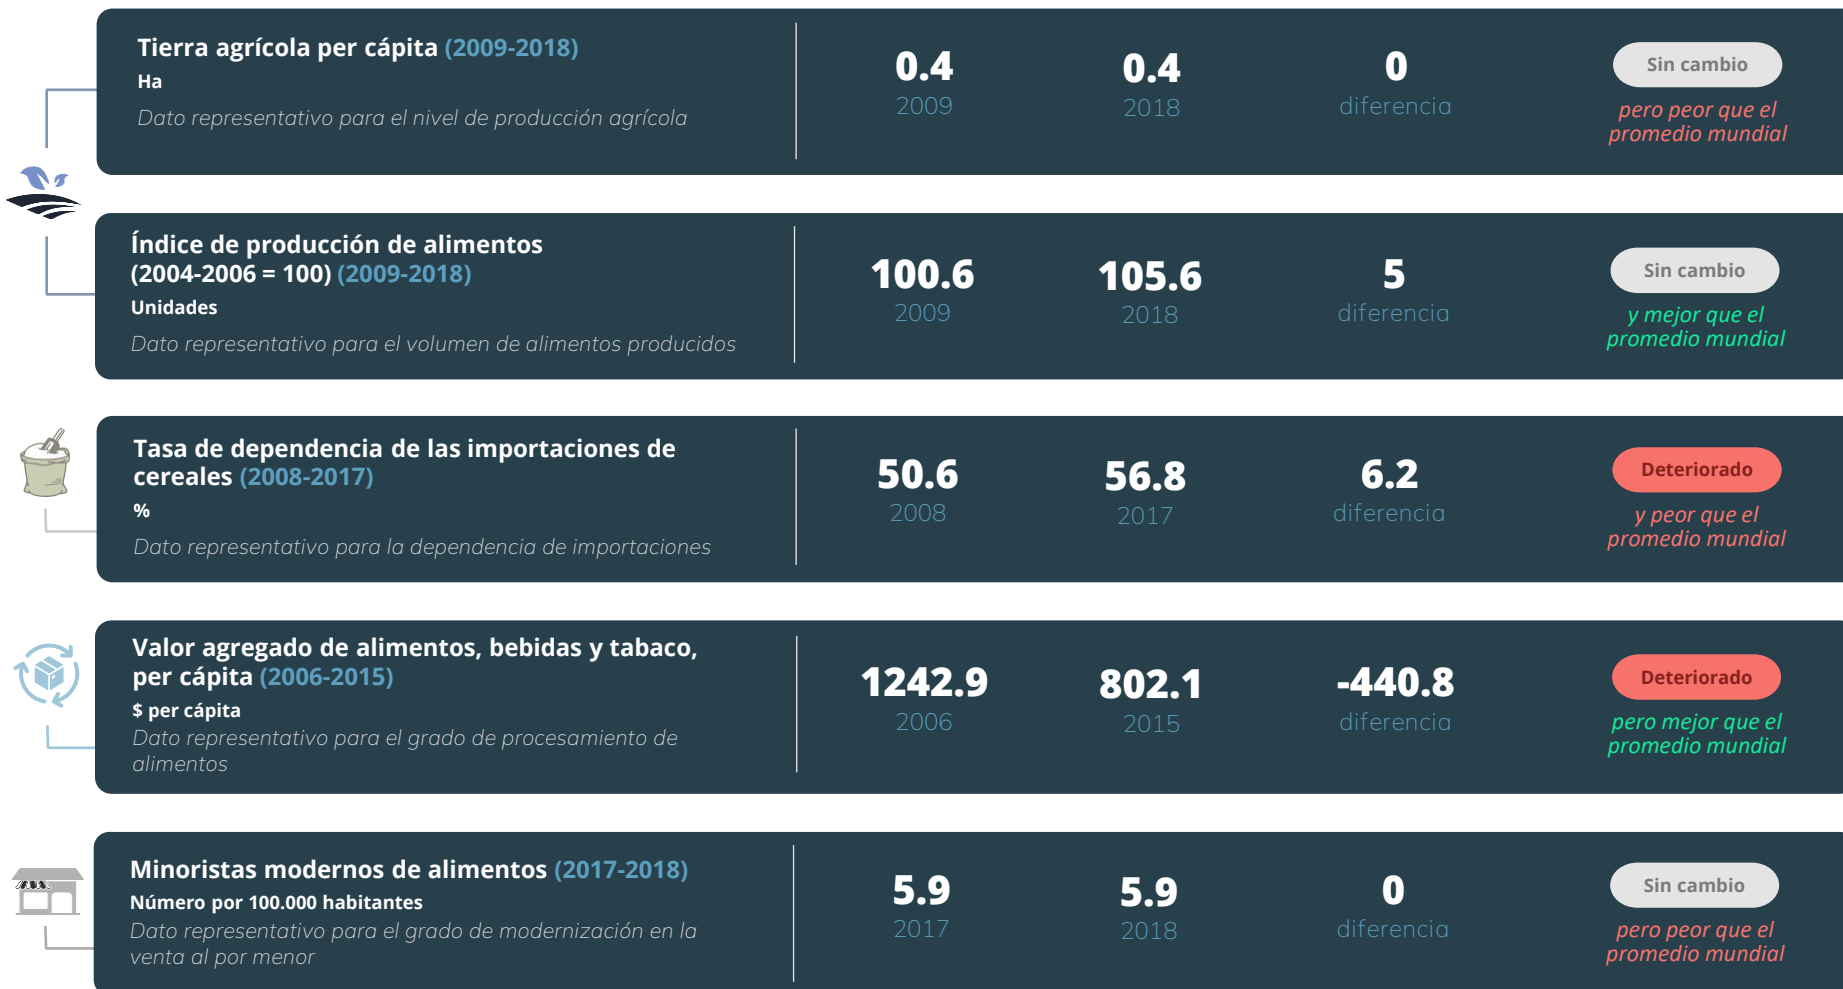 Tierra agrícola per cápita (2009-2018)
Ha
Dato representativo para el nivel de producción agrícola
0.4
2009
0.4
2018
0
diferencia
Sin cambio
pero peor que el
promedio mundial
Índice de producción de alimentos
(2004-2006 = 100) (2009-2018)
Unidades
Dato representativo para el volumen de alimentos producidos
100.6
2009
105.6
2018
5
diferencia
Sin cambio
y mejor que el
promedio mundial
Tasa de dependencia de las importaciones de
cereales (2008-2017)
%
Dato representativo para la dependencia de importaciones
50.6
2008
56.8
2017
6.2
diferencia
Deteriorado
y peor que el
promedio mundial
Valor agregado de alimentos, bebidas y tabaco,
per cápita (2006-2015)
$ per cápita
Dato representativo para el grado de procesamiento de
alimentos
1242.9
2006
802.1
2015
-440.8
diferencia
Deteriorado
pero mejor que el
promedio mundial
Minoristas modernos de alimentos (2017-2018)
Número por 100.000 habitantes
Dato representativo para el grado de modernización en la
venta al por menor
5.9
2017
5.9
2018
0
diferencia
Sin cambio
pero peor que el
promedio mundial